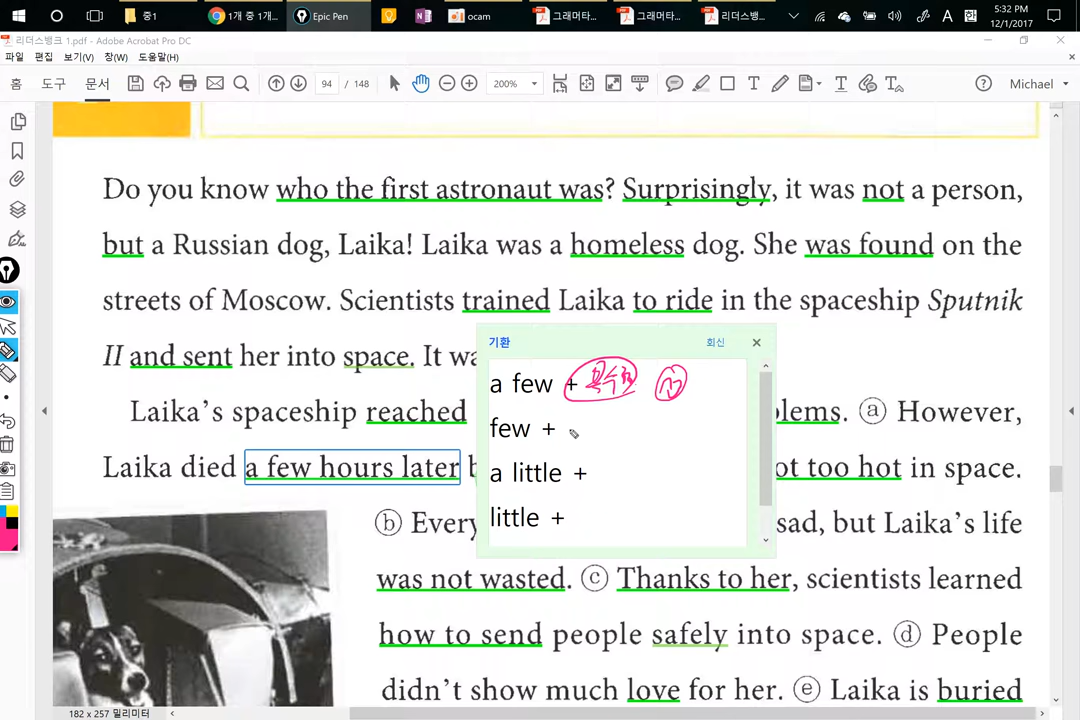 중1
1개 중 1개...
Epic Pen
ocam
그래머타...
그래머타...
리더스뱅...
A
한
5:32 PM
12/1/2017
리더스뱅크 1.pdf - Adobe Acrobat Pro DC
파일 편집 보기(V) 창(W) 도움말(H)
홈 도구 문서
94 / 148
200%
Michael
Do you know who the first astronaut was? Surprisingly, it was not a person,
but a Russian dog, Laika! Laika was a homeless dog. She was found on the
streets of Moscow. Scientists trained Laika to ride in the spaceship Sputnik
II and sent her into space. It wa
Laika's spaceship reached
blems. ⓐ However,
Laika died a few hours later b
ot too hot in space.
ⓑ Every
sad, but Laika's life
was not wasted. ⓒ Thanks to her, scientists learned
how to send people safely into space. ⓓ People
didn't show much love for her. ⓔ Laika is buried
기환
회신
a few +
few +
a little +
little +
182 x 257 밀리미터